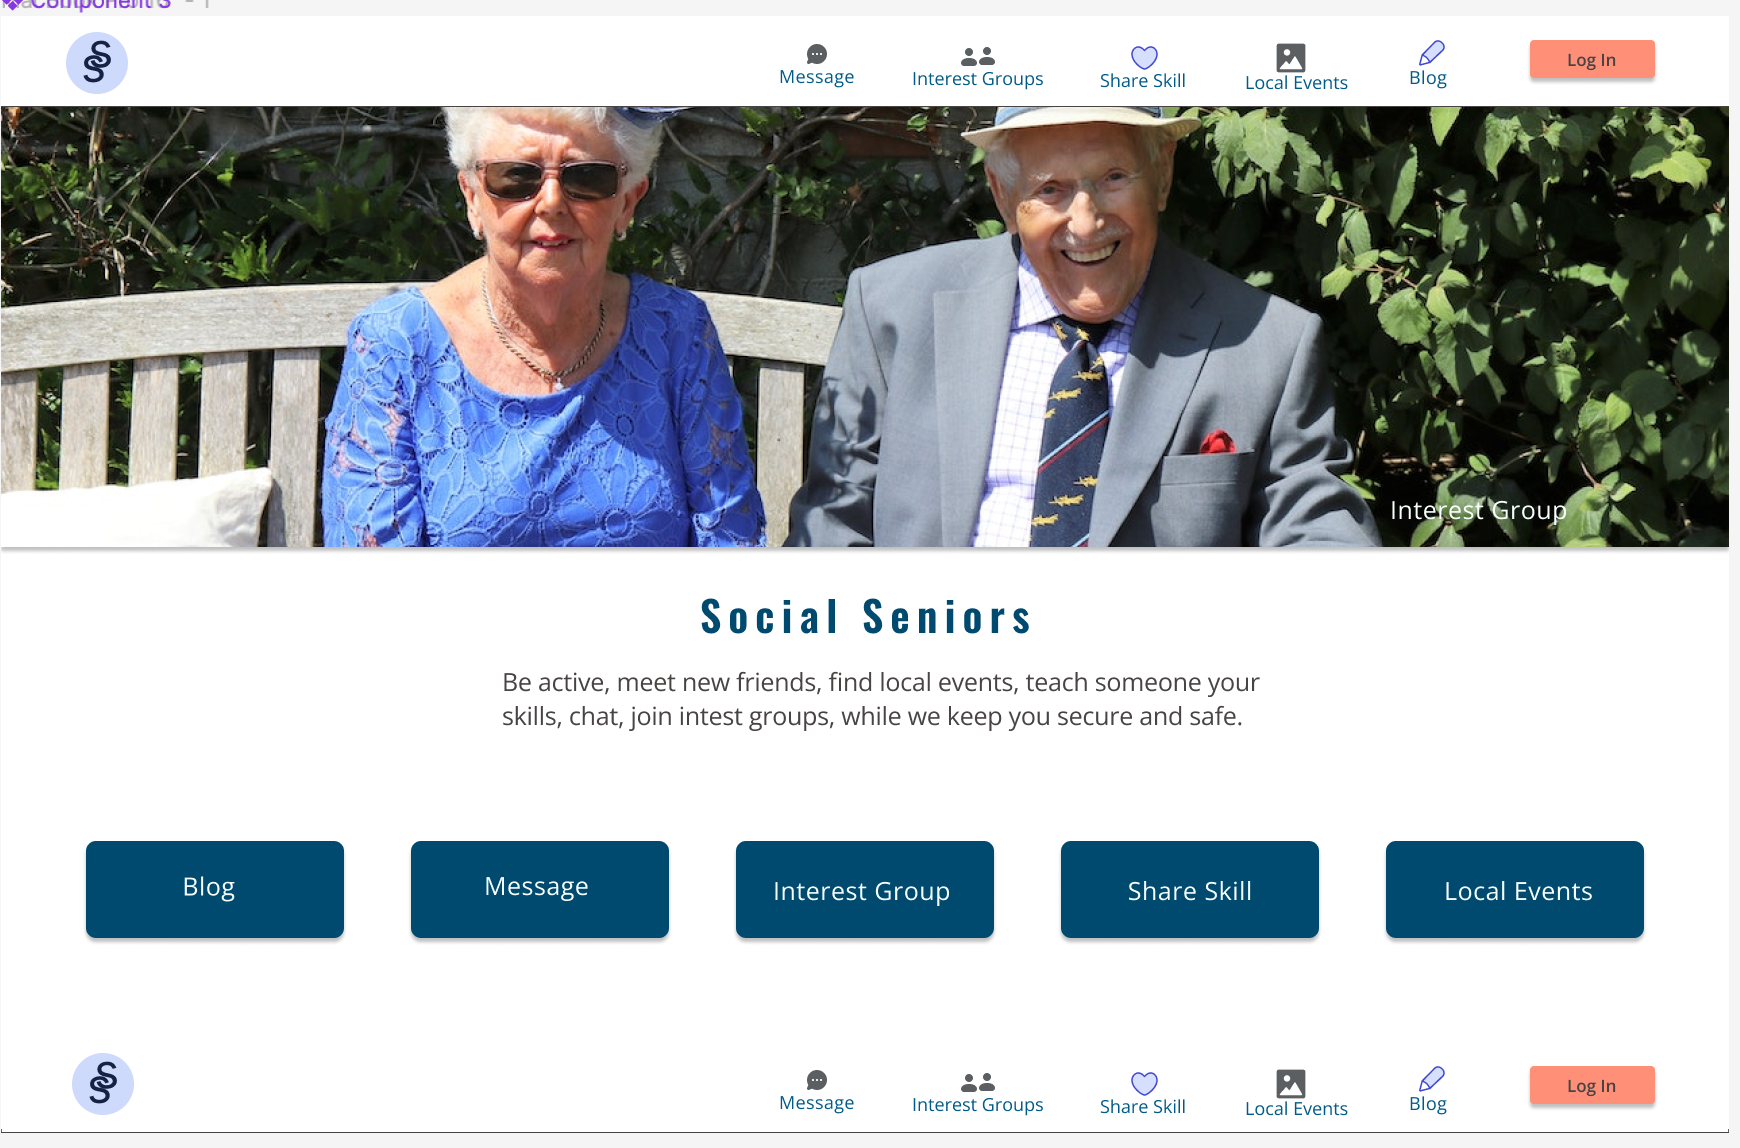 Component 3
- 1
Message
Interest Groups
Share Skill
Local Events
Blog
Log In
Interest Group
Social Seniors
Be active, meet new friends, find local events, teach someone your
skills, chat, join intest groups, while we keep you secure and safe.
Blog
Message
Interest Group
Share Skill
Local Events
Message
Interest Groups
Share Skill
Local Events
Blog
Log In